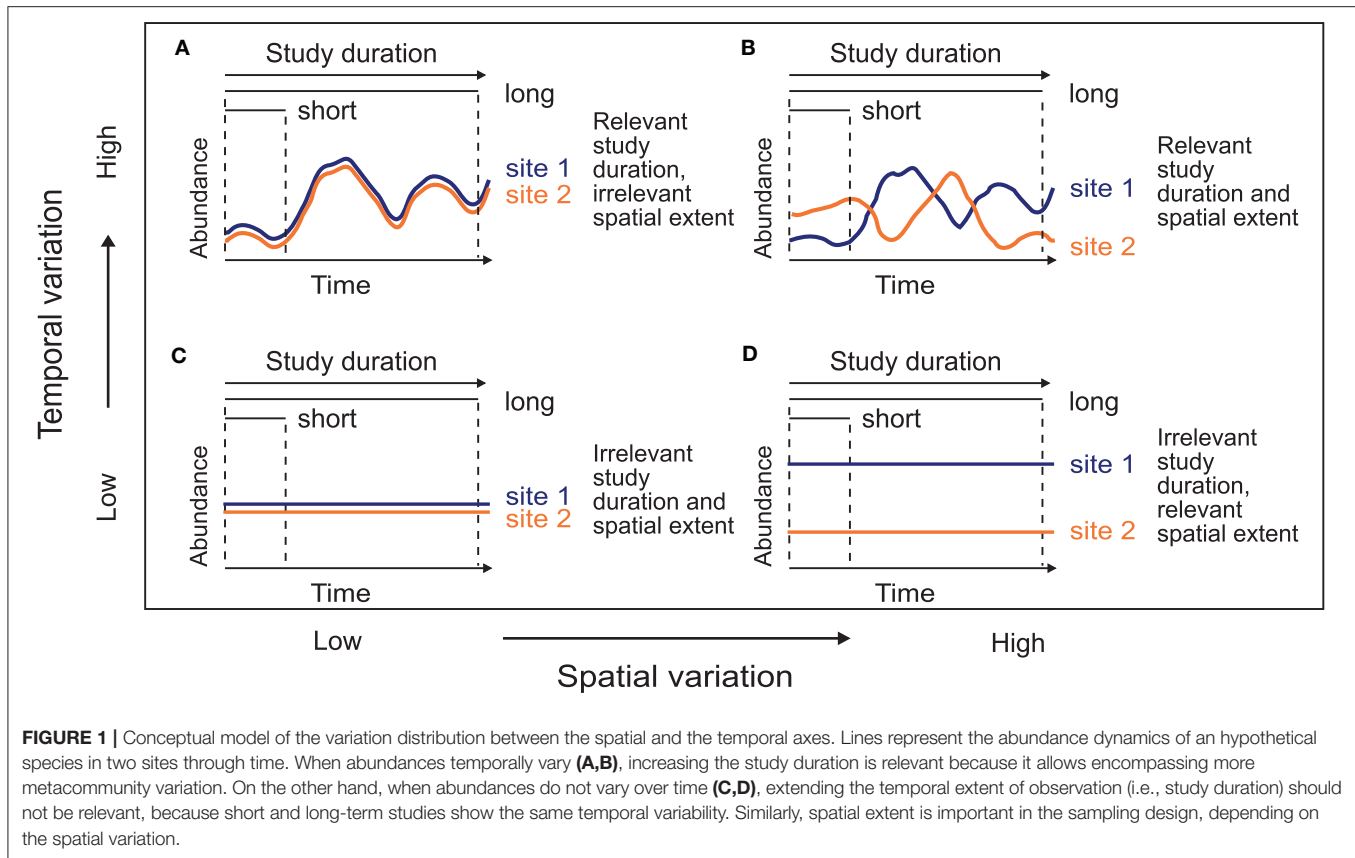 A
Study duration
long
short
Abundance
site 1
site 2
Relevant
study
duration,
irrelevant
spatial extent
Time
B
Study duration
long
short
Abundance
site 1
site 2
Relevant
study
duration and
spatial extent
Time
Temporal variation
High
Low
C
Study duration
long
short
Abundance
site 1
site 2
Irrelevant
study
duration and
spatial extent
Time
D
Study duration
long
short
Abundance
site 1
site 2
Irrelevant
study
duration,
relevant
spatial extent
Time
Low
High
Spatial variation
FIGURE 1 | Conceptual model of the variation distribution between the spatial and the temporal axes. Lines represent the abundance dynamics of an hypothetical
species in two sites through time. When abundances temporally vary (A,B), increasing the study duration is relevant because it allows encompassing more
metacommunity variation. On the other hand, when abundances do not vary over time (C,D), extending the temporal extent of observation (i.e., study duration) should
not be relevant, because short and long-term studies show the same temporal variability. Similarly, spatial extent is important in the sampling design, depending on
the spatial variation.